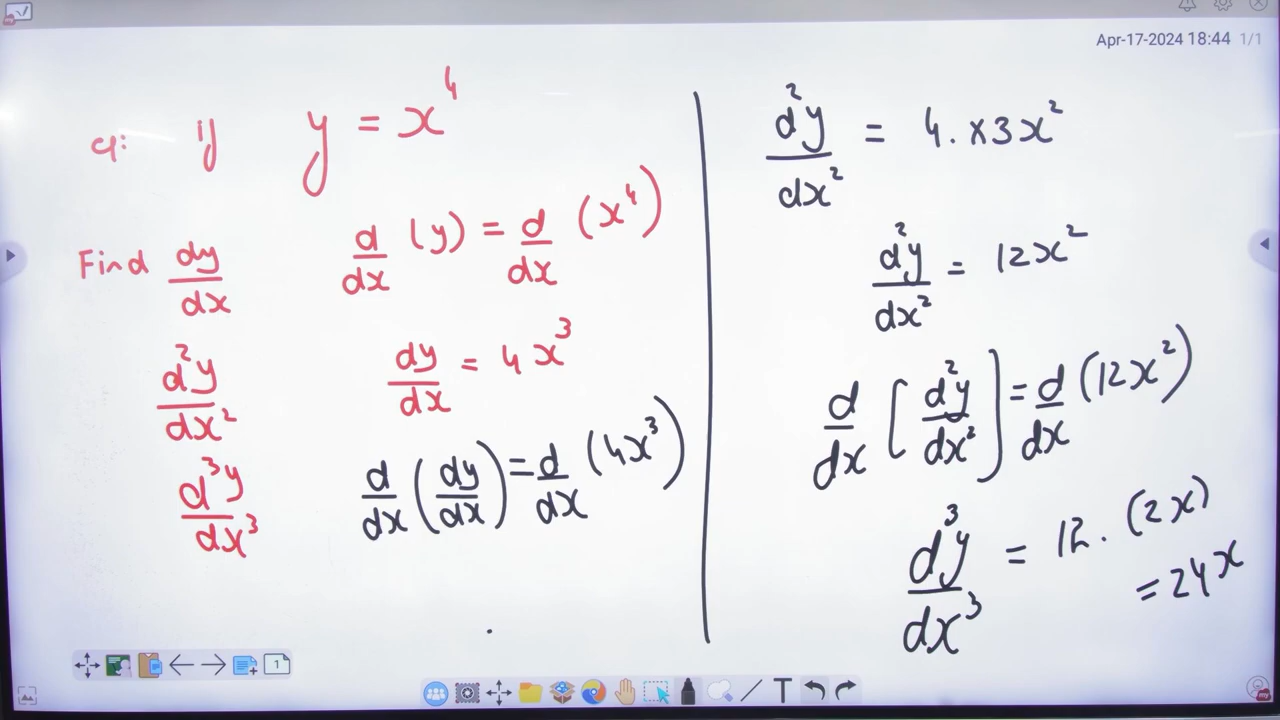 Apr-17-2024 18:44 1/1
q: if y = x⁴
Find dy/dx
d²y/dx²
d³y/dx³
d/dx (y) = d/dx (x⁴)
dy/dx = 4x³
d/dx (dy/dx) = d/dx (4x³)
d²y/dx² = 4. ×3x²
d²y/dx² = 12x²
d/dx [d²y/dx²] = d/dx (12x²)
d³y/dx³ = 12. (2x)
= 24x
1
T